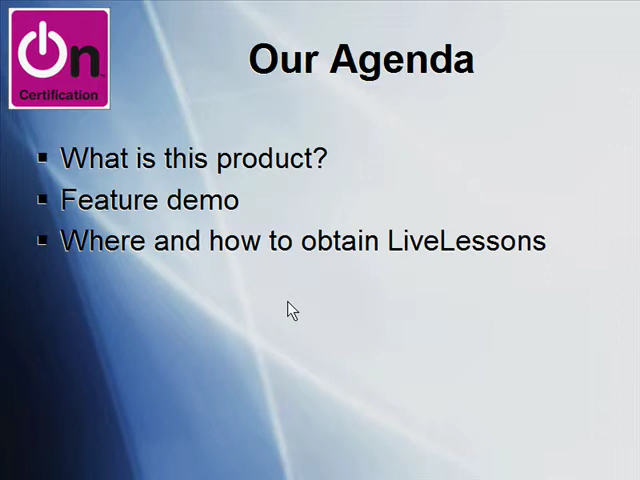 On
Certification
Our Agenda
What is this product?
Feature demo
Where and how to obtain LiveLessons